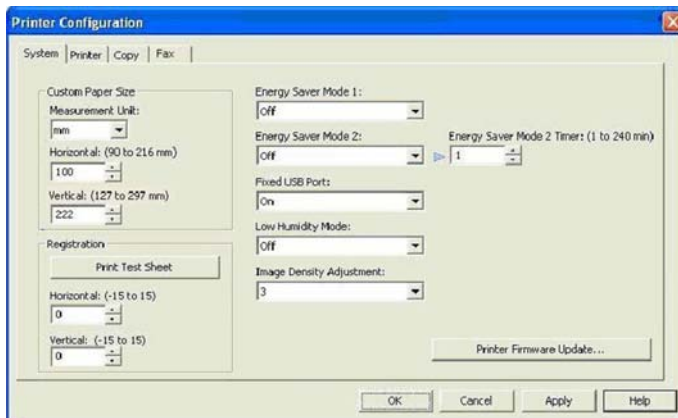 Printer Configuration
System Printer Copy Fax
Custom Paper Size
Measurement Unit:
mm
Horizontal: (90 to 216 mm)
100
Vertical: (127 to 297 mm)
222
Registration
Print Test Sheet
Horizontal: (-15 to 15)
0
Vertical: (-15 to 15)
0
Energy Saver Mode 1:
Off
Energy Saver Mode 2:
Off
Energy Saver Mode 2 Timer: (1 to 240 min)
1
Fixed USB Port:
On
Low Humidity Mode:
Off
Image Density Adjustment:
3
Printer Firmware Update...
OK Cancel Apply Help